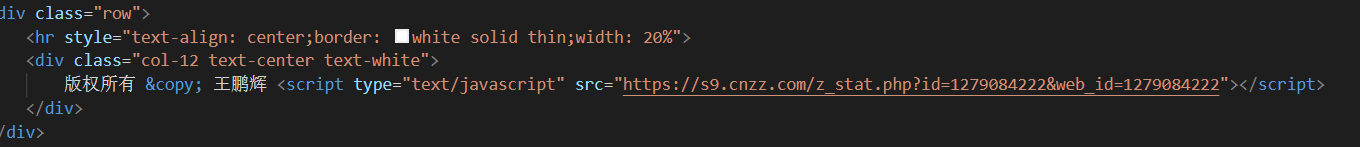 div class="row">
<hr style="text-align: center;border: white solid thin;width: 20%">
<div class="col-12 text-center text-white">
版权所有 &copy; 王鹏辉 <script type="text/javascript" src="https://s9.cnzz.com/z_stat.php?id=1279084222&web_id=1279084222"></script>
</div>
/div>